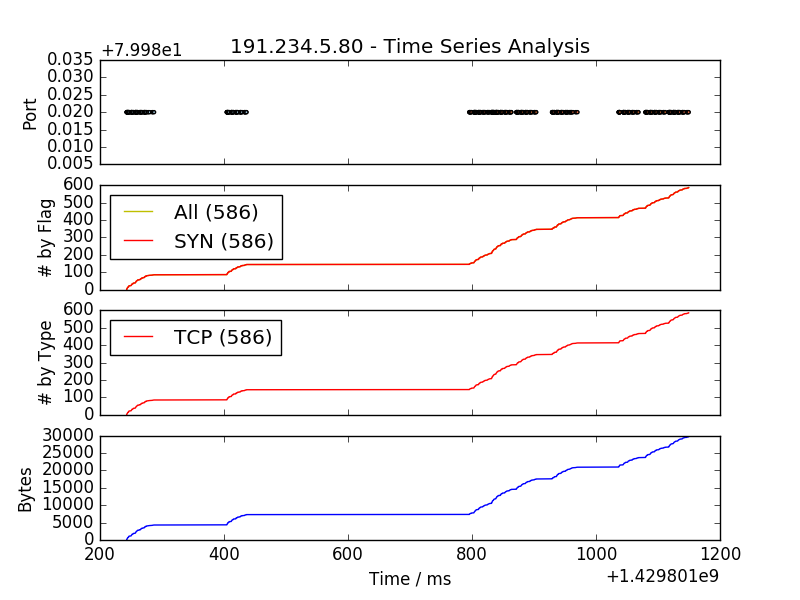 +7.998e1
191.234.5.80 - Time Series Analysis
0.035
0.030
0.025
0.020
0.015
0.010
0.005
Port
600
500
400
300
200
100
0
# by Flag
All (586)
SYN (586)
600
500
400
300
200
100
0
# by Type
TCP (586)
30000
25000
20000
15000
10000
5000
0
Bytes
200 400 600 800 1000 1200
Time / ms
+1.429801e9